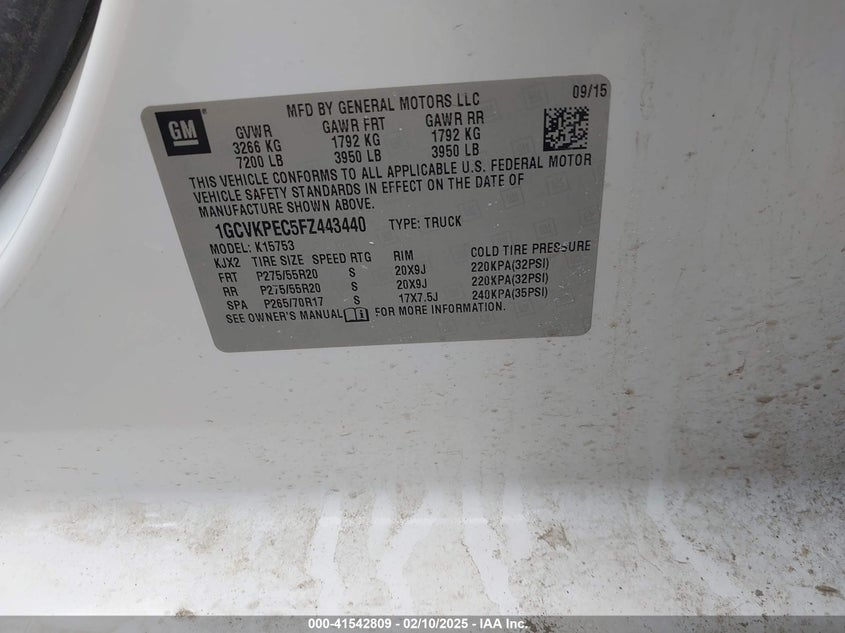 GM
MFD BY GENERAL MOTORS LLC 09/15
GVWR GAWR FRT GAWR RR
3266 KG 1792 KG 1792 KG
7200 LB 3950 LB 3950 LB
THIS VEHICLE CONFORMS TO ALL APPLICABLE U.S. FEDERAL MOTOR
VEHICLE SAFETY STANDARDS IN EFFECT ON THE DATE OF
MANUFACTURE SHOWN ABOVE.
1GCVKPEC5FZ443440 TYPE: TRUCK
MODEL: K15753
KJX2 TIRE SIZE SPEED RTG RIM COLD TIRE PRESSURE
FRT P275/55R20 S 20X9J 220KPA(32PSI)
RR P275/55R20 S 20X9J 220KPA(32PSI)
SPA P265/70R17 S 17X7.5J 240KPA(35PSI)
SEE OWNER'S MANUAL FOR MORE INFORMATION.
000-41542809 - 02/10/2025 - IAA Inc.